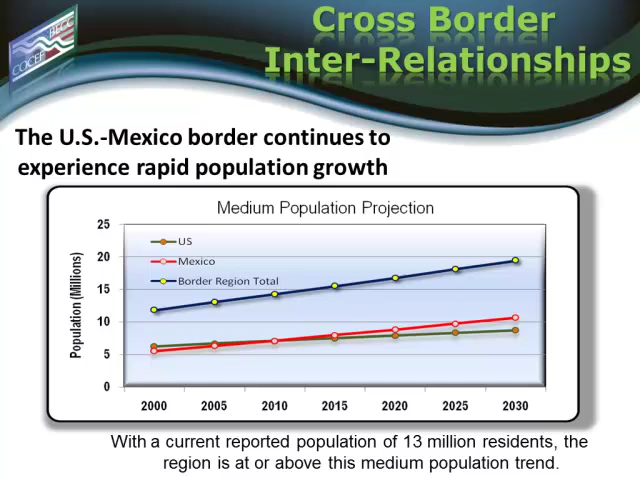 BECC
COCEF
Cross Border
Inter-Relationships
The U.S.-Mexico border continues to
experience rapid population growth
Medium Population Projection
Population (Millions)
25
20
15
10
5
0
US
Mexico
Border Region Total
2000 2005 2010 2015 2020 2025 2030
With a current reported population of 13 million residents, the
region is at or above this medium population trend.